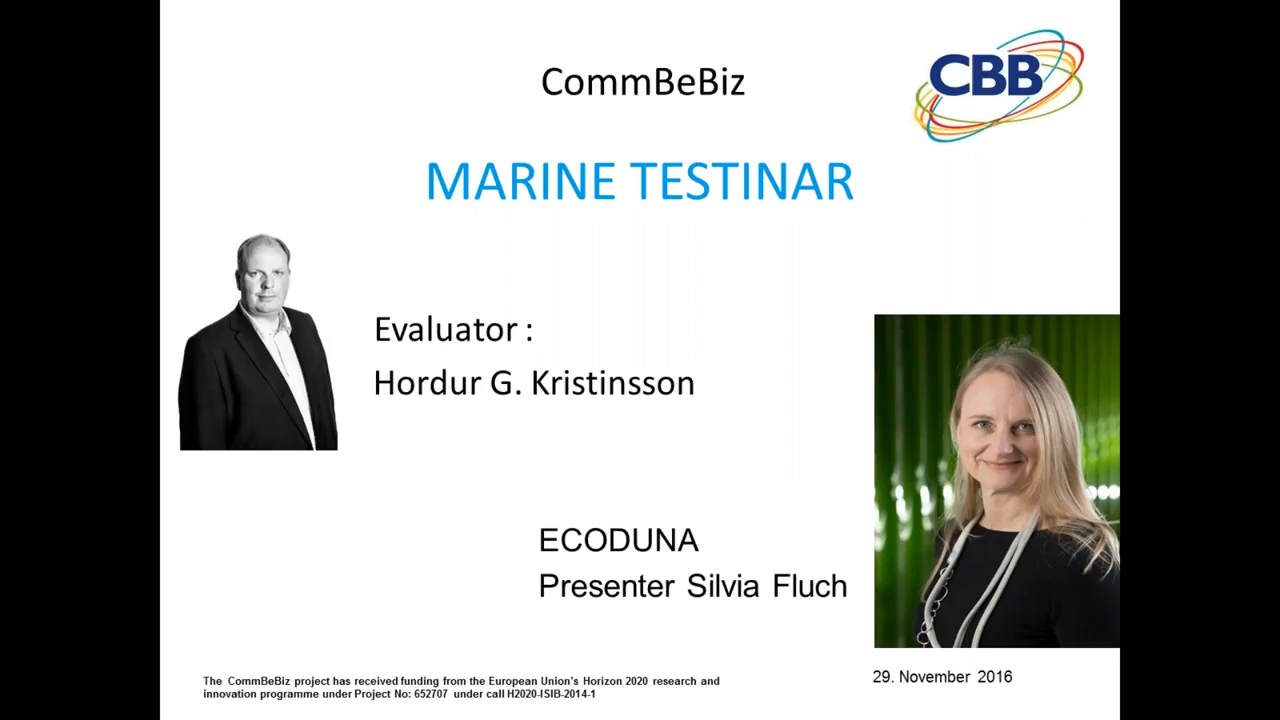 CommBeBiz
CBB
MARINE TESTINAR
Evaluator :
Hordur G. Kristinsson
ECODUNA
Presenter Silvia Fluch
The CommBeBiz project has received funding from the European Union's Horizon 2020 research and
innovation programme under Project No: 652707 under call H2020-ISIB-2014-1
29. November 2016